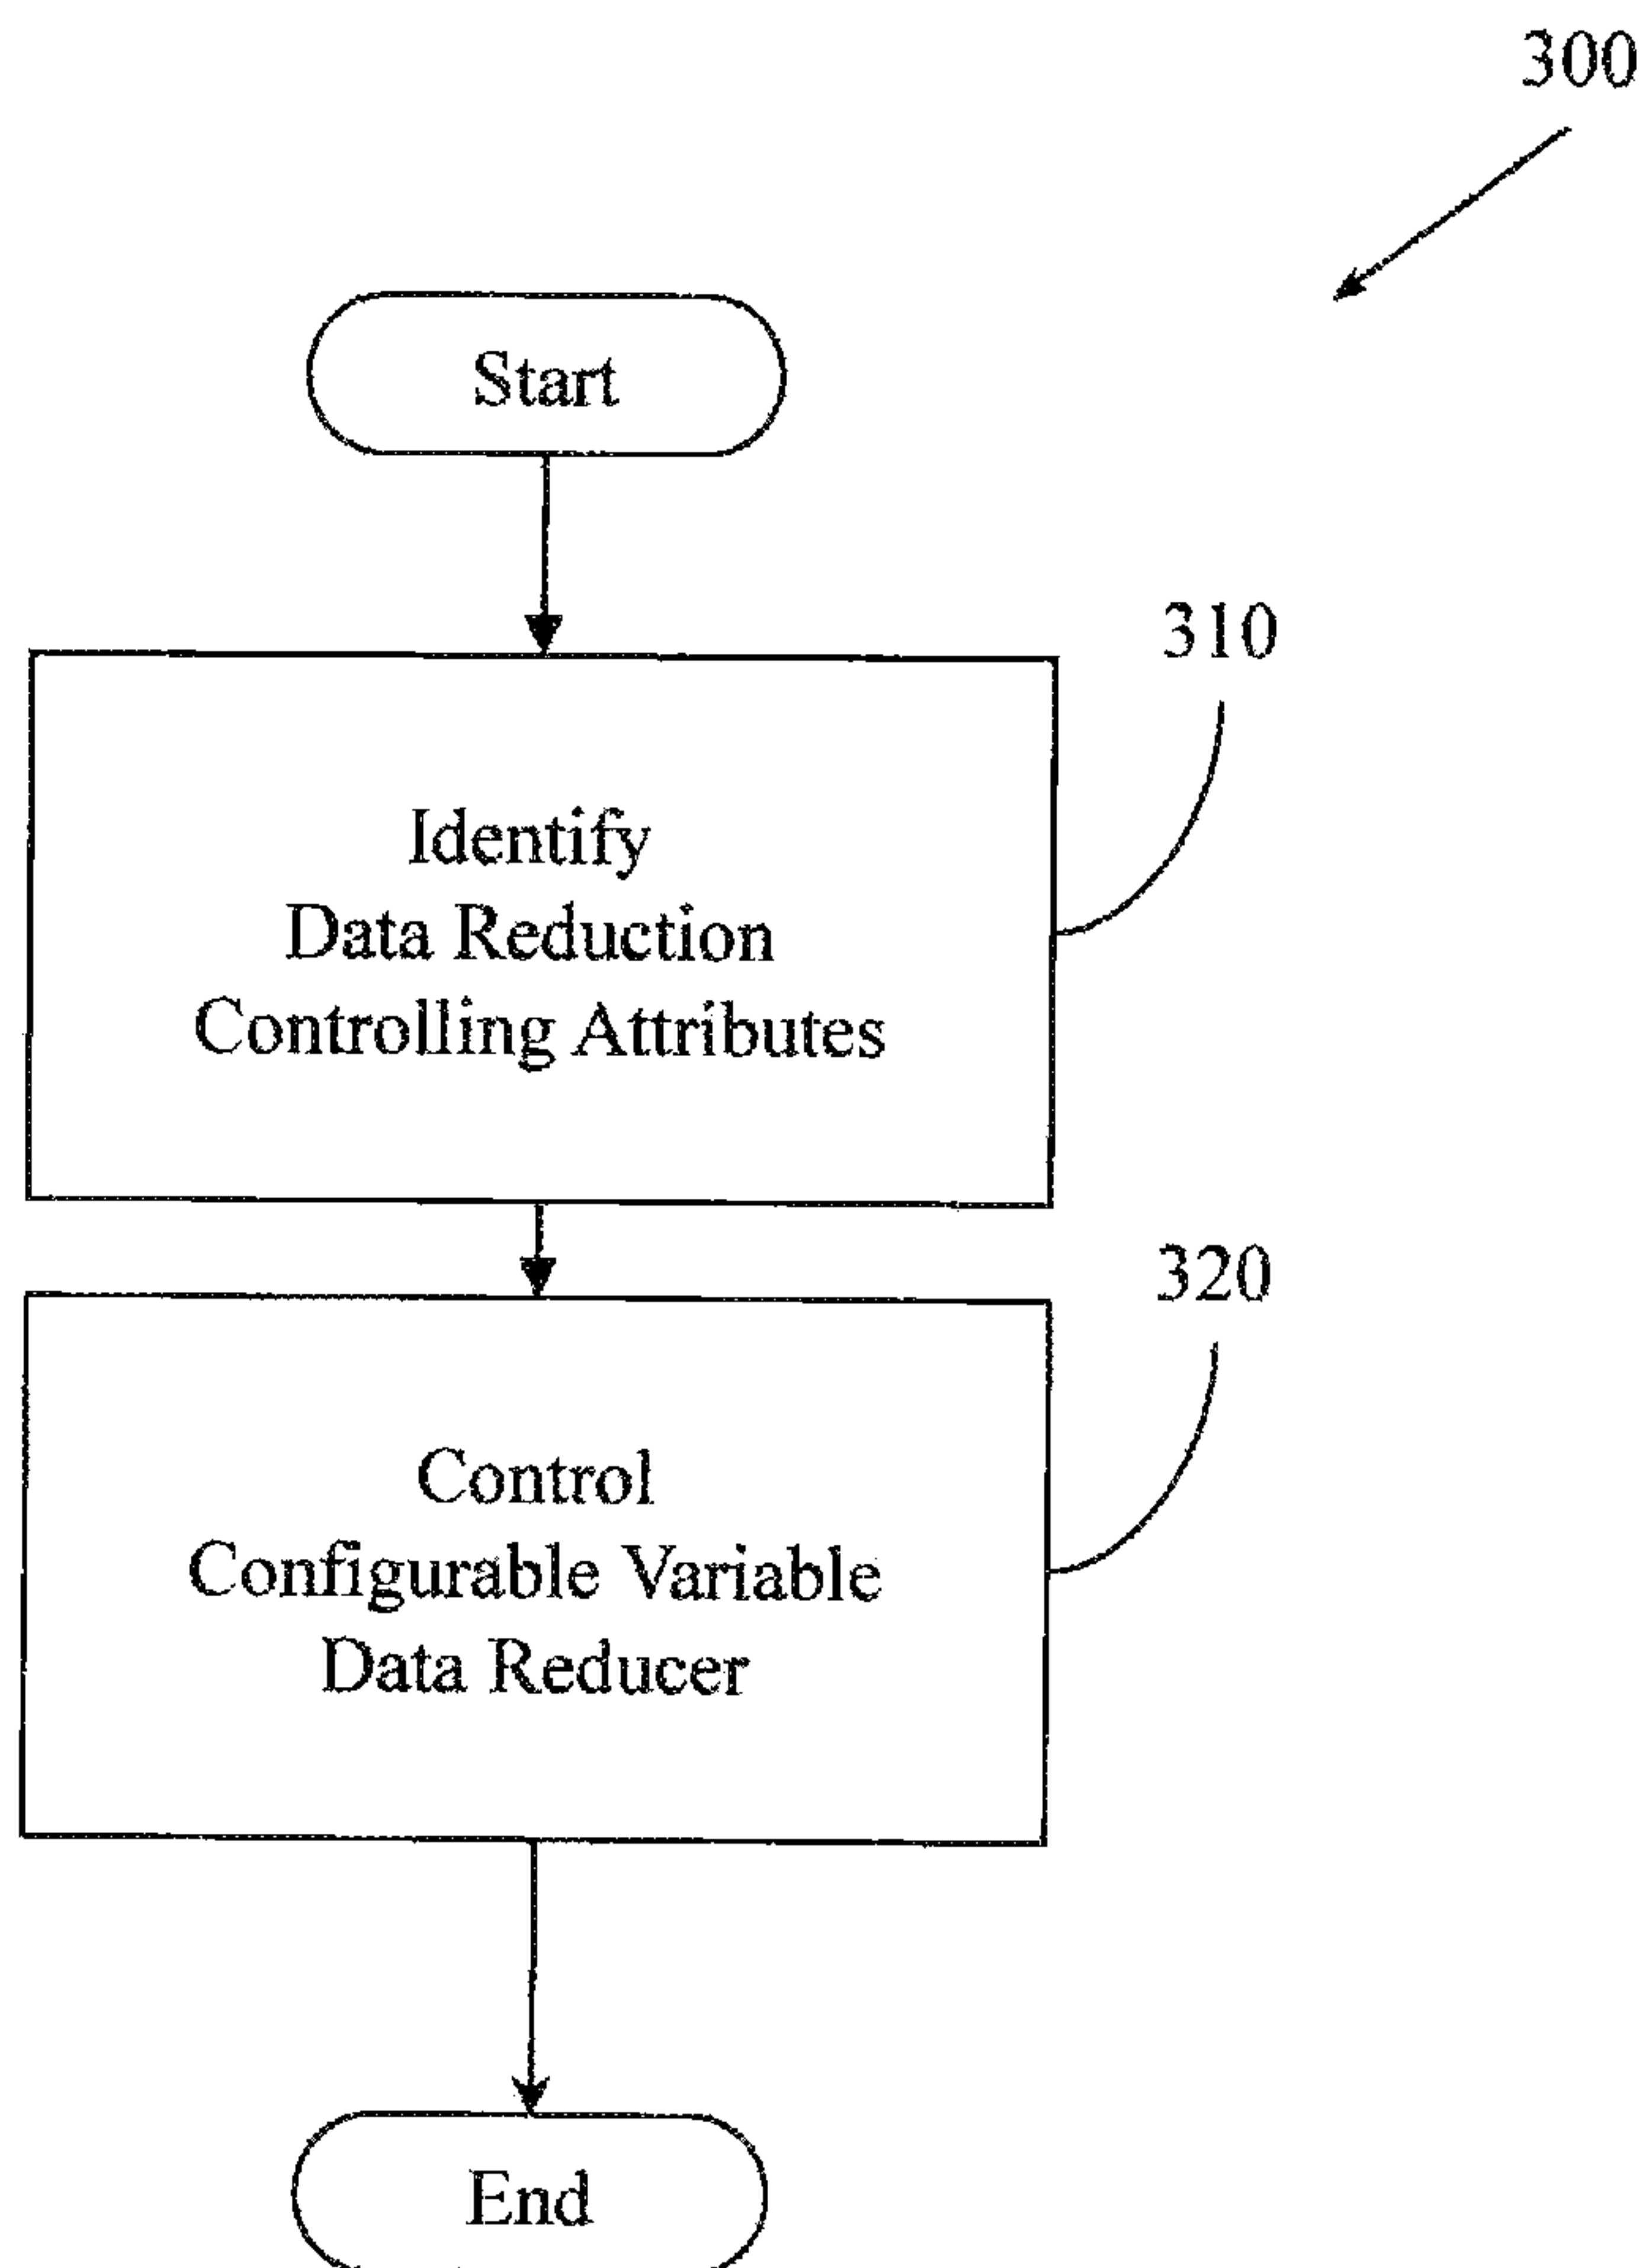 300
Start
310
Identify
Data Reduction
Controlling Attributes
320
Control
Configurable Variable
Data Reducer
End